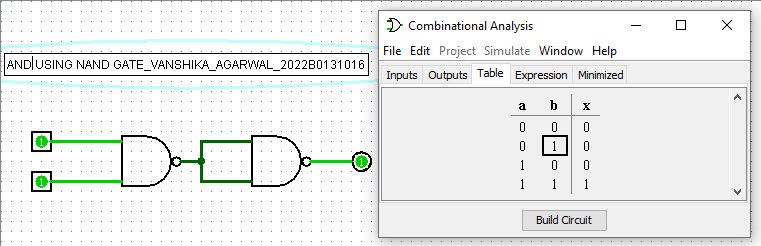 AND USING NAND GATE_VANSHIKA_AGARWAL_2022B0131016
1
1
1
Combinational Analysis
File Edit Project Simulate Window Help
Inputs Outputs Table Expression Minimized
a b x
0 0 0
0 1 0
1 0 0
1 1 1
Build Circuit